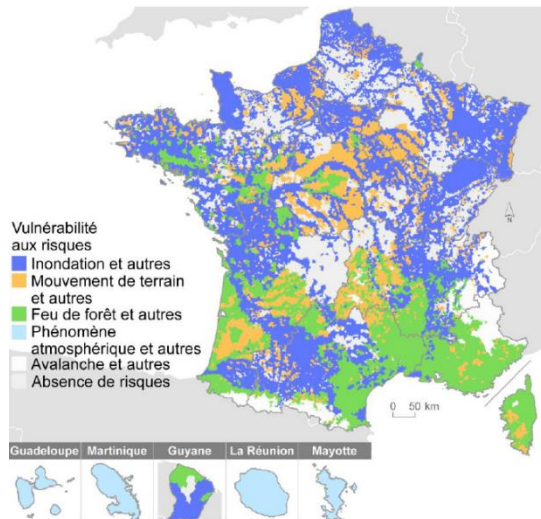 Vulnérabilité
aux risques
Inondation et autres
Mouvement de terrain
et autres
Feu de forêt et autres
Phénomène
atmosphérique et autres
Avalanche et autres
Absence de risques
N
0 50 km
Guadeloupe Martinique Guyane La Réunion Mayotte